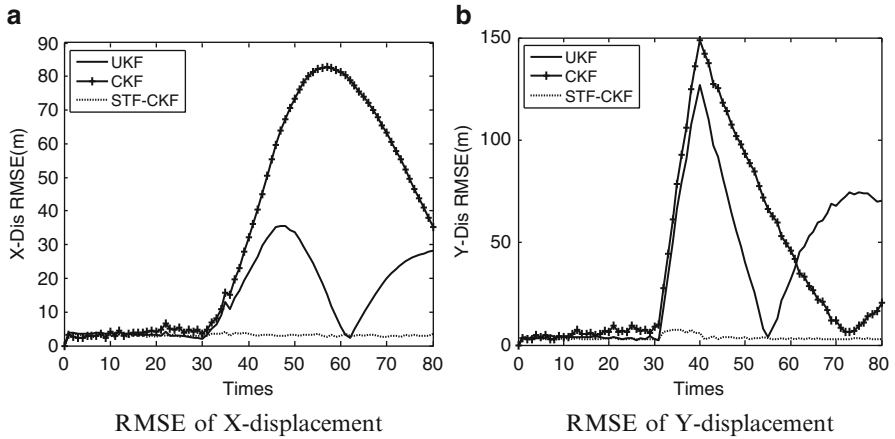 a
90
80
70
60
50
40
30
20
10
0
X-Dis RMSE(m)
UKF
CKF
STF-CKF
0 10 20 30 40 50 60 70 80
Times
RMSE of X-displacement
b
150
100
50
0
Y-Dis RMSE(m)
UKF
CKF
STF-CKF
0 10 20 30 40 50 60 70 80
Times
RMSE of Y-displacement